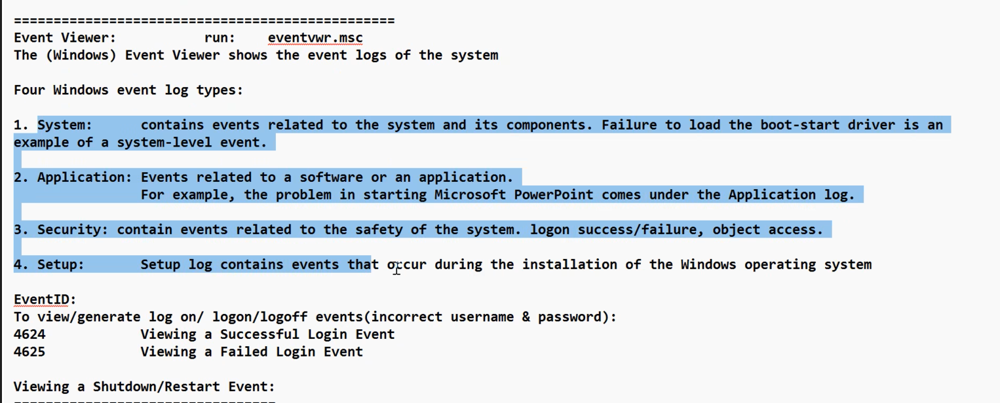 ================================================
Event Viewer:           run:    eventvwr.msc
The (Windows) Event Viewer shows the event logs of the system
Four Windows event log types:
1. System:      contains events related to the system and its components. Failure to load the boot-start driver is an
example of a system-level event.
2. Application: Events related to a software or an application.
                For example, the problem in starting Microsoft PowerPoint comes under the Application log.
3. Security: contain events related to the safety of the system. logon success/failure, object access.
4. Setup:       Setup log contains events that occur during the installation of the Windows operating system
EventID:
To view/generate log on/ logon/logoff events(incorrect username & password):
4624            Viewing a Successful Login Event
4625            Viewing a Failed Login Event
Viewing a Shutdown/Restart Event: